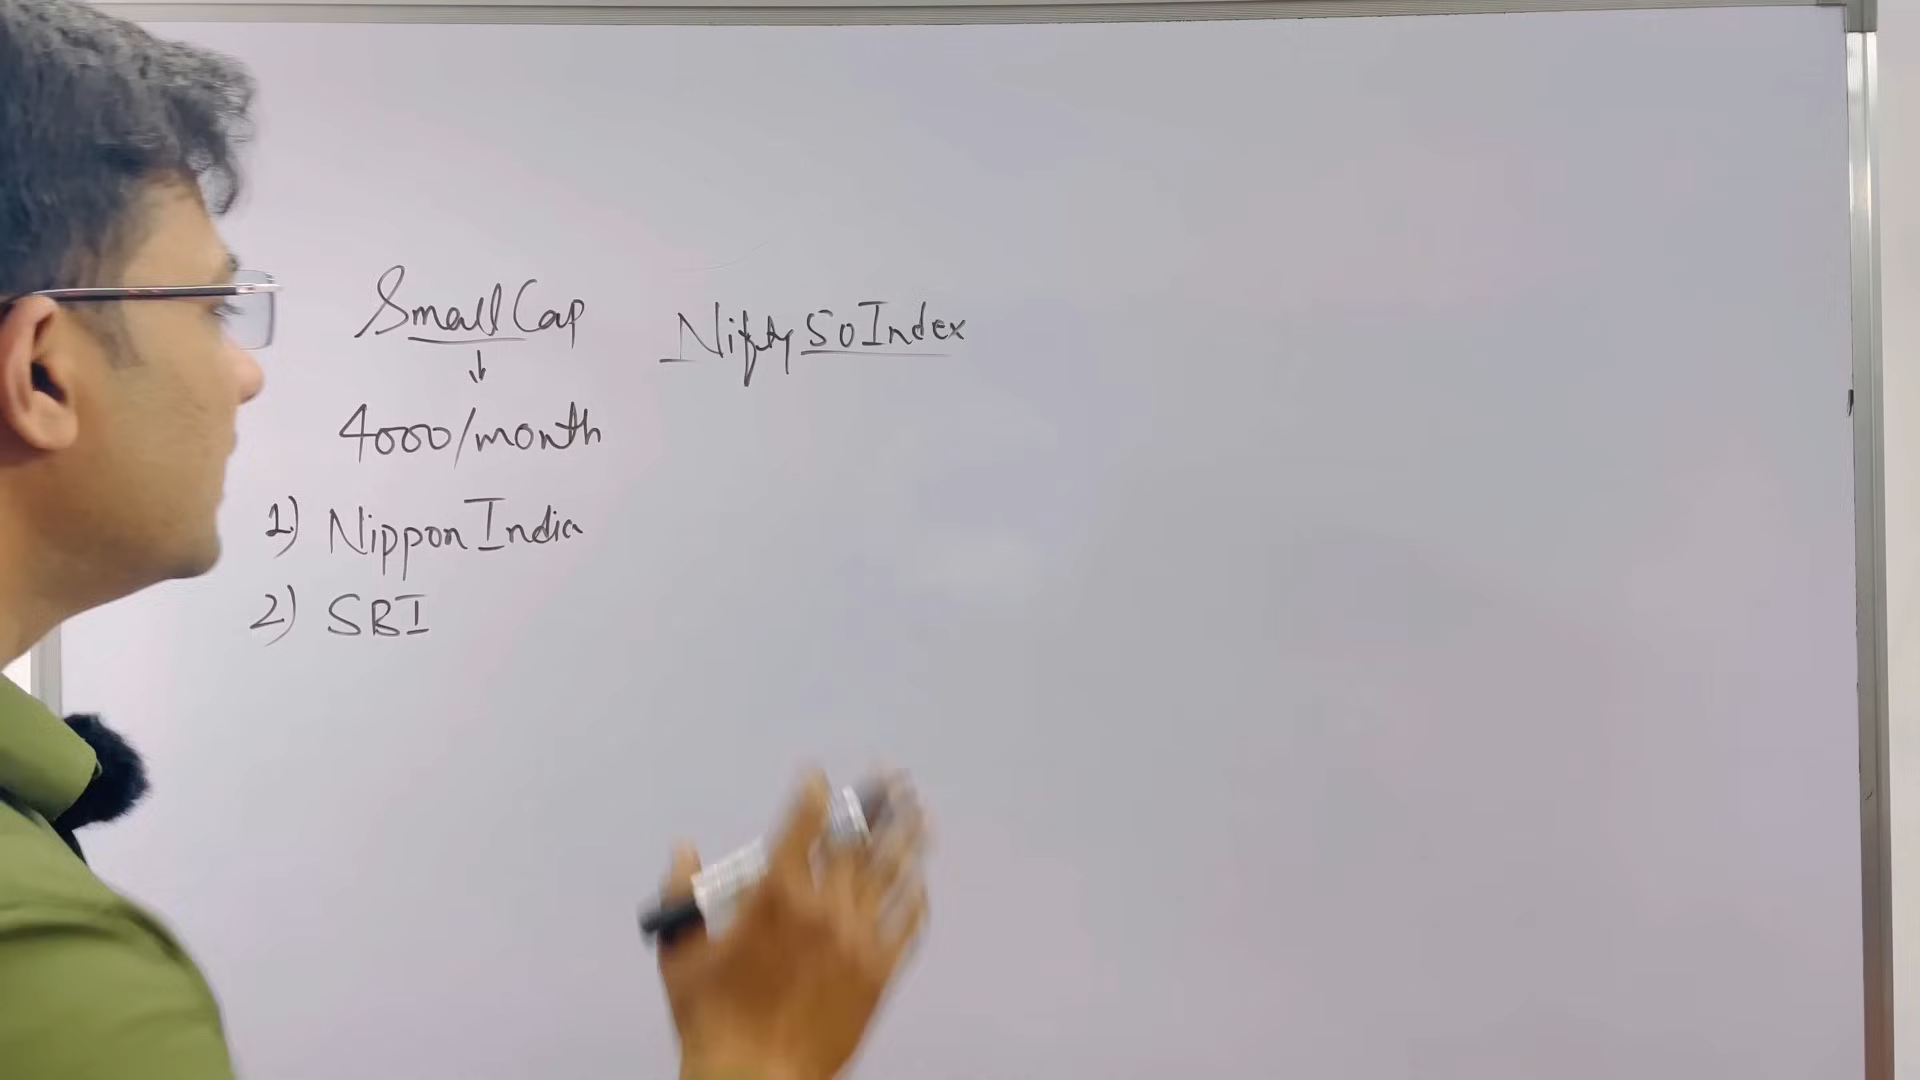 Small Cap
4000/month
1) Nippon India
2) SBI
Nifty 50 Index